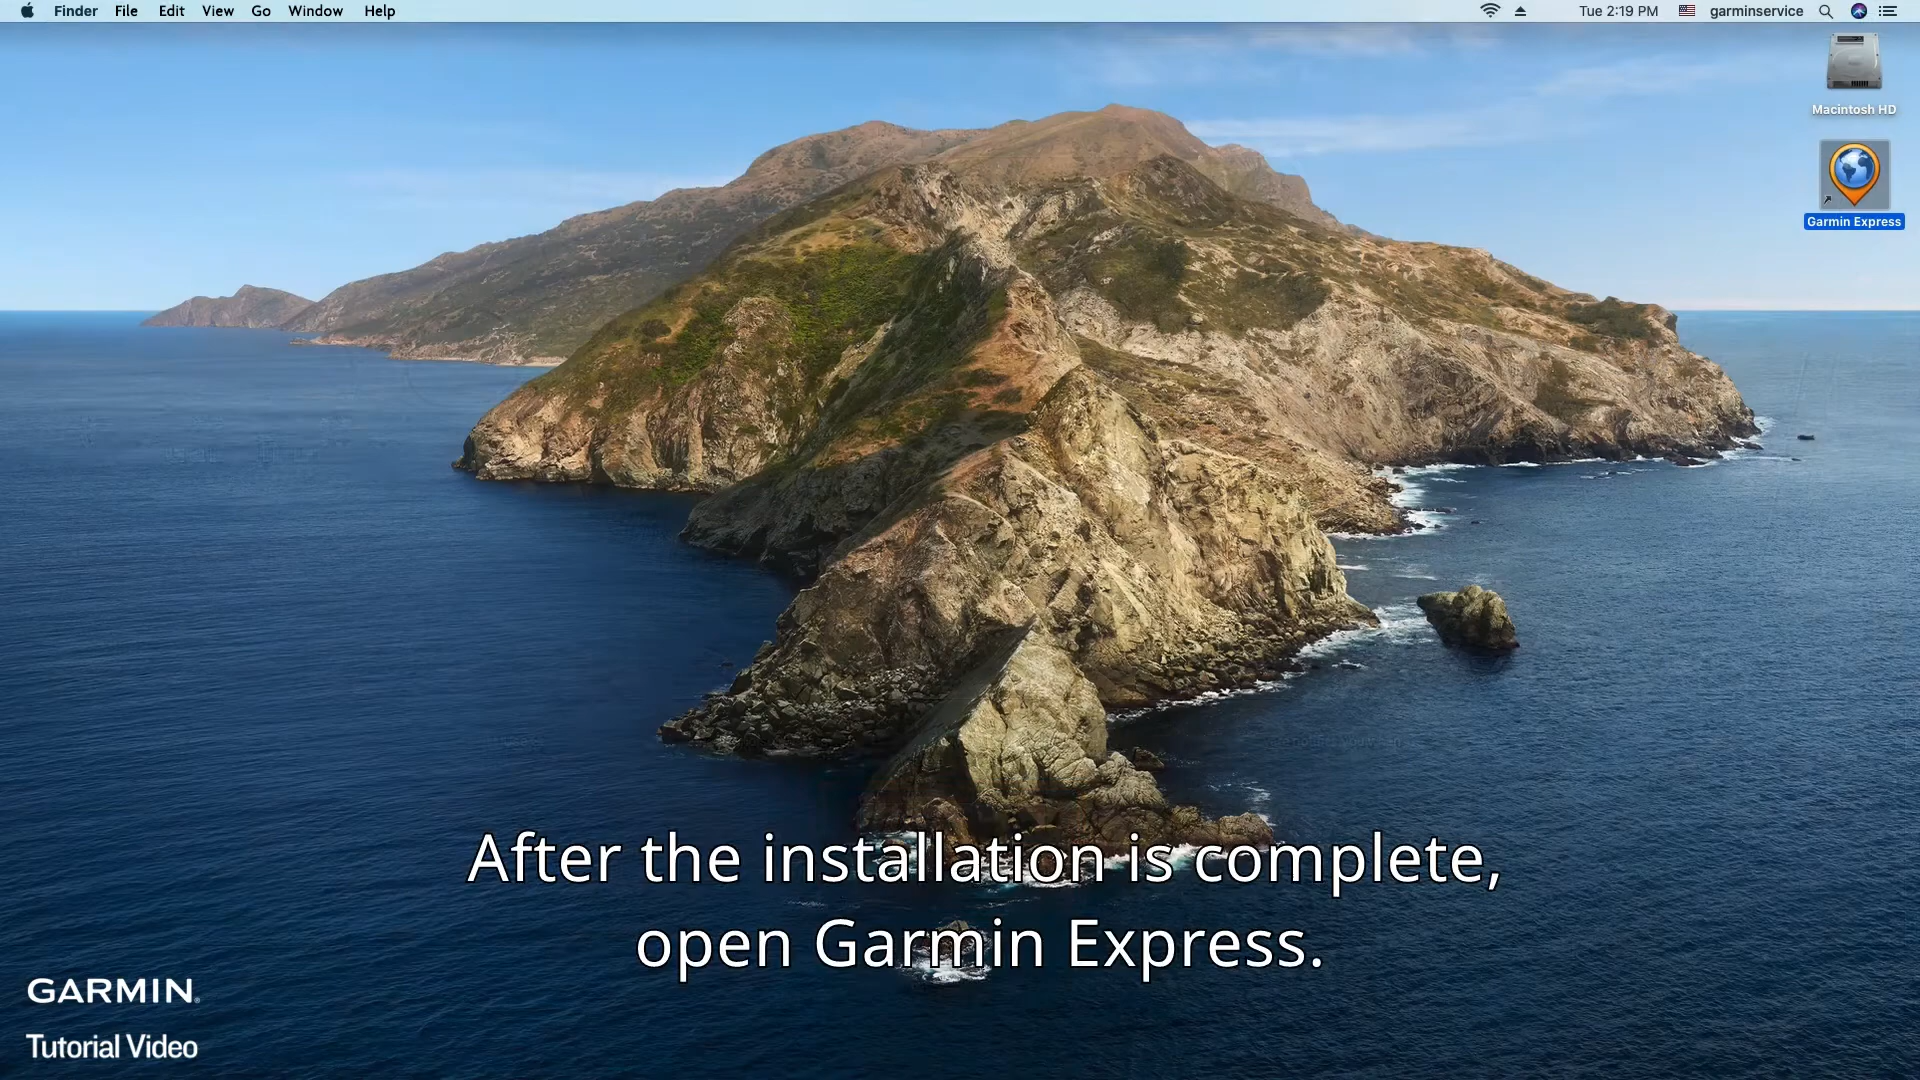 Finder File Edit View Go Window Help Tue 2:19 PM garminservice
Macintosh HD
Garmin Express
After the installation is complete,
open Garmin Express.
GARMIN
Tutorial Video